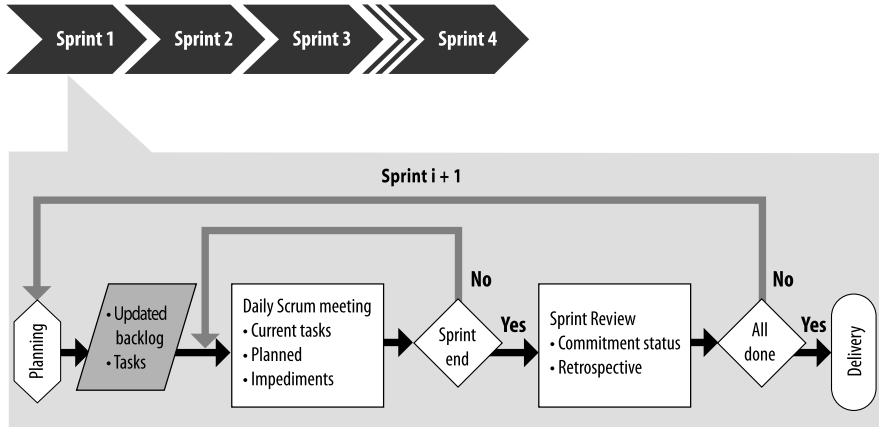 Sprint 1
Sprint 2
Sprint 3
Sprint 4
Sprint i + 1
No
No
Planning
• Updated
backlog
• Tasks
Daily Scrum meeting
• Current tasks
• Planned
• Impediments
Sprint
end
Yes
Sprint Review
• Commitment status
• Retrospective
All
done
Yes
Delivery